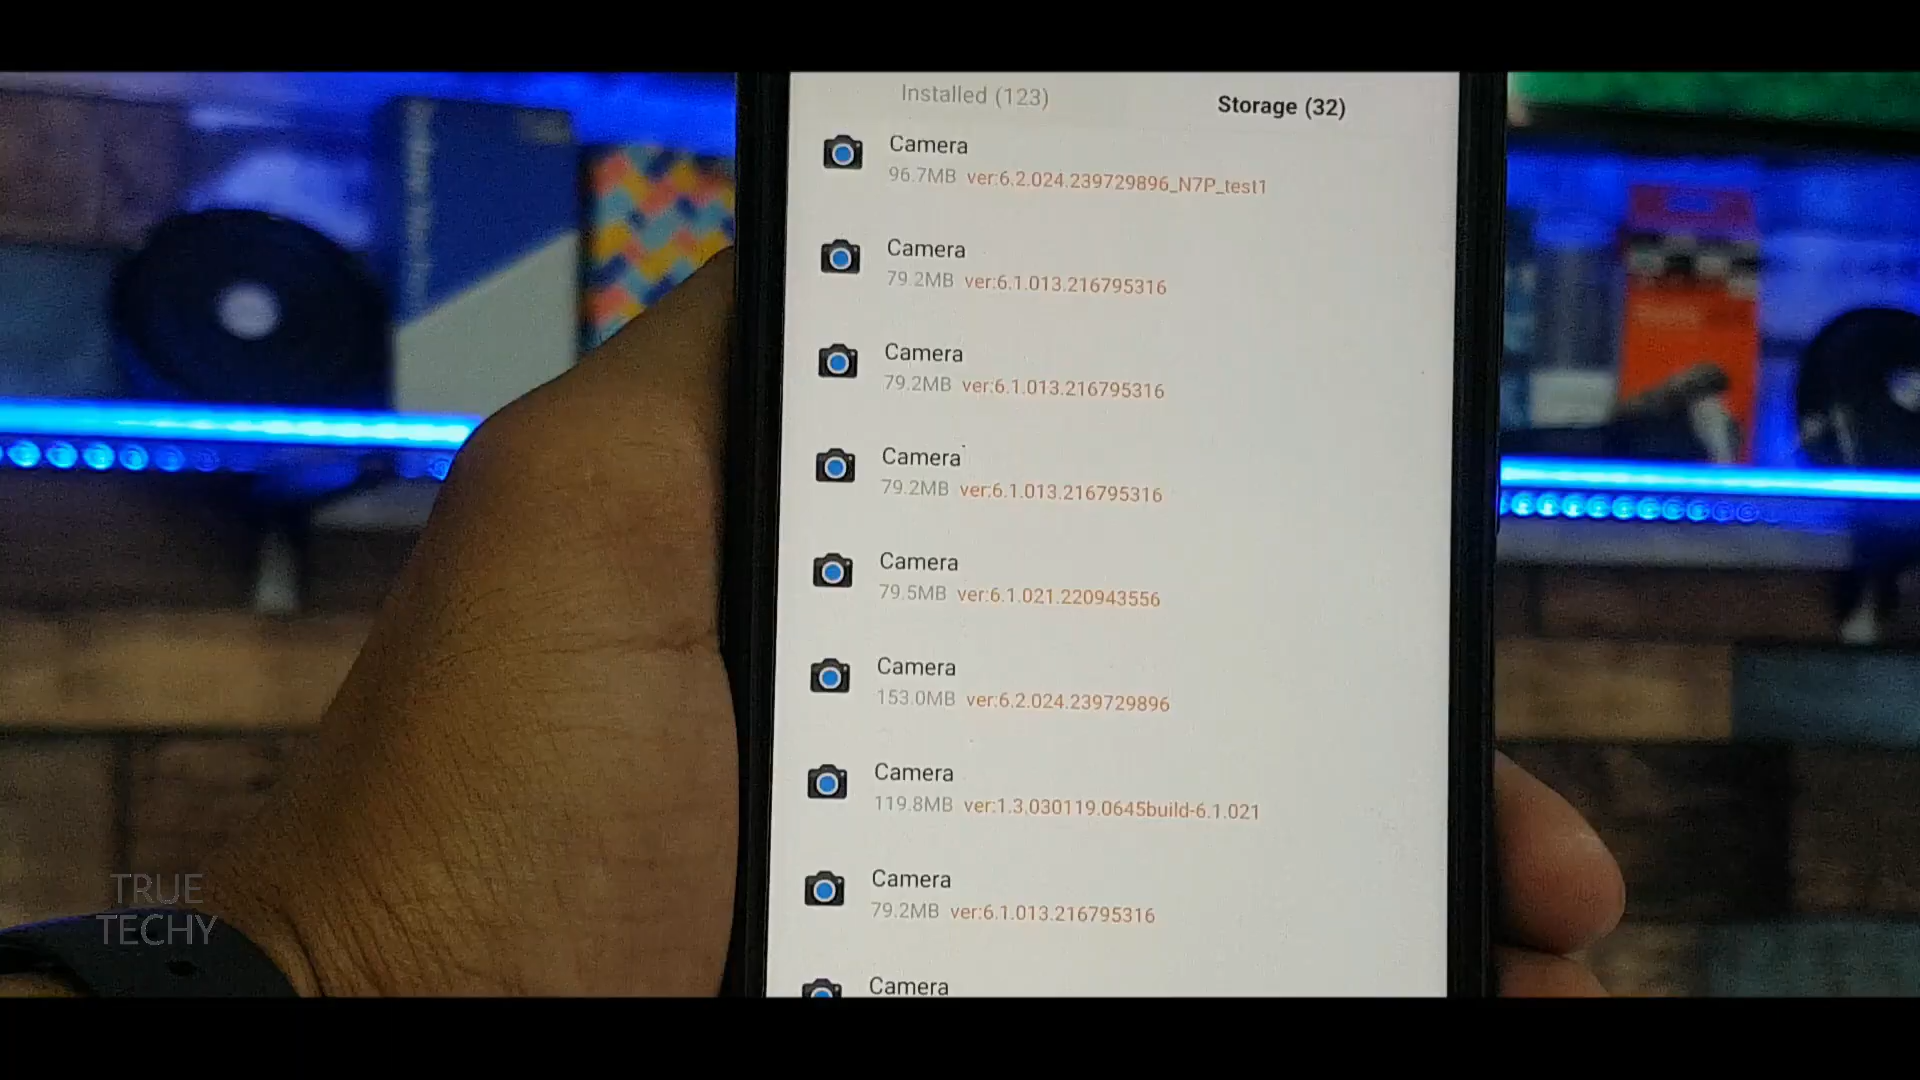 Installed (123)
Storage (32)
Camera
96.7MB ver:6.2.024.239729896_N7P_test1
Camera
79.2MB ver:6.1.013.216795316
Camera
79.2MB ver:6.1.013.216795316
Camera
79.2MB ver:6.1.013.216795316
Camera
79.5MB ver:6.1.021.220943556
Camera
153.0MB ver:6.2.024.239729896
Camera
119.8MB ver:1.3.030119.0645build-6.1.021
Camera
79.2MB ver:6.1.013.216795316
Camera
TRUE
TECHY